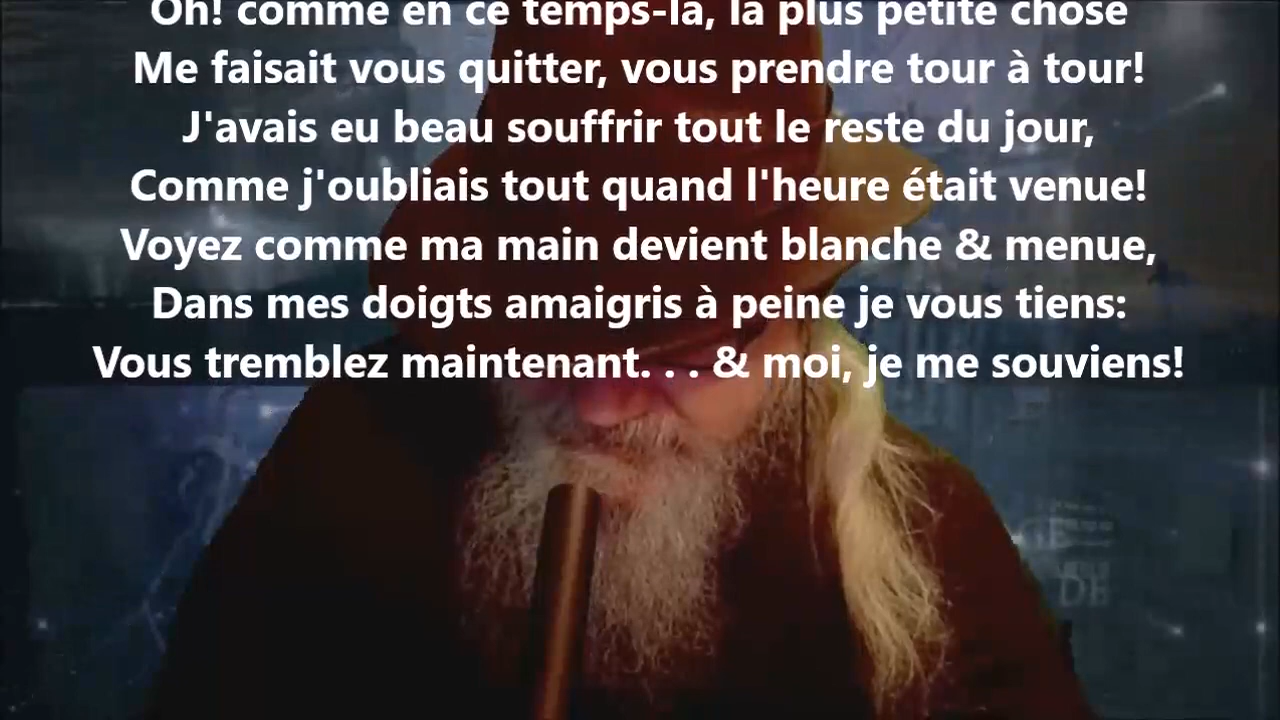 Oh! comme en ce temps-là, la plus petite chose
Me faisait vous quitter, vous prendre tour à tour!
J'avais eu beau souffrir tout le reste du jour,
Comme j'oubliais tout quand l'heure était venue!
Voyez comme ma main devient blanche & menue,
Dans mes doigts amaigris à peine je vous tiens:
Vous tremblez maintenant. . . & moi, je me souviens!
DE